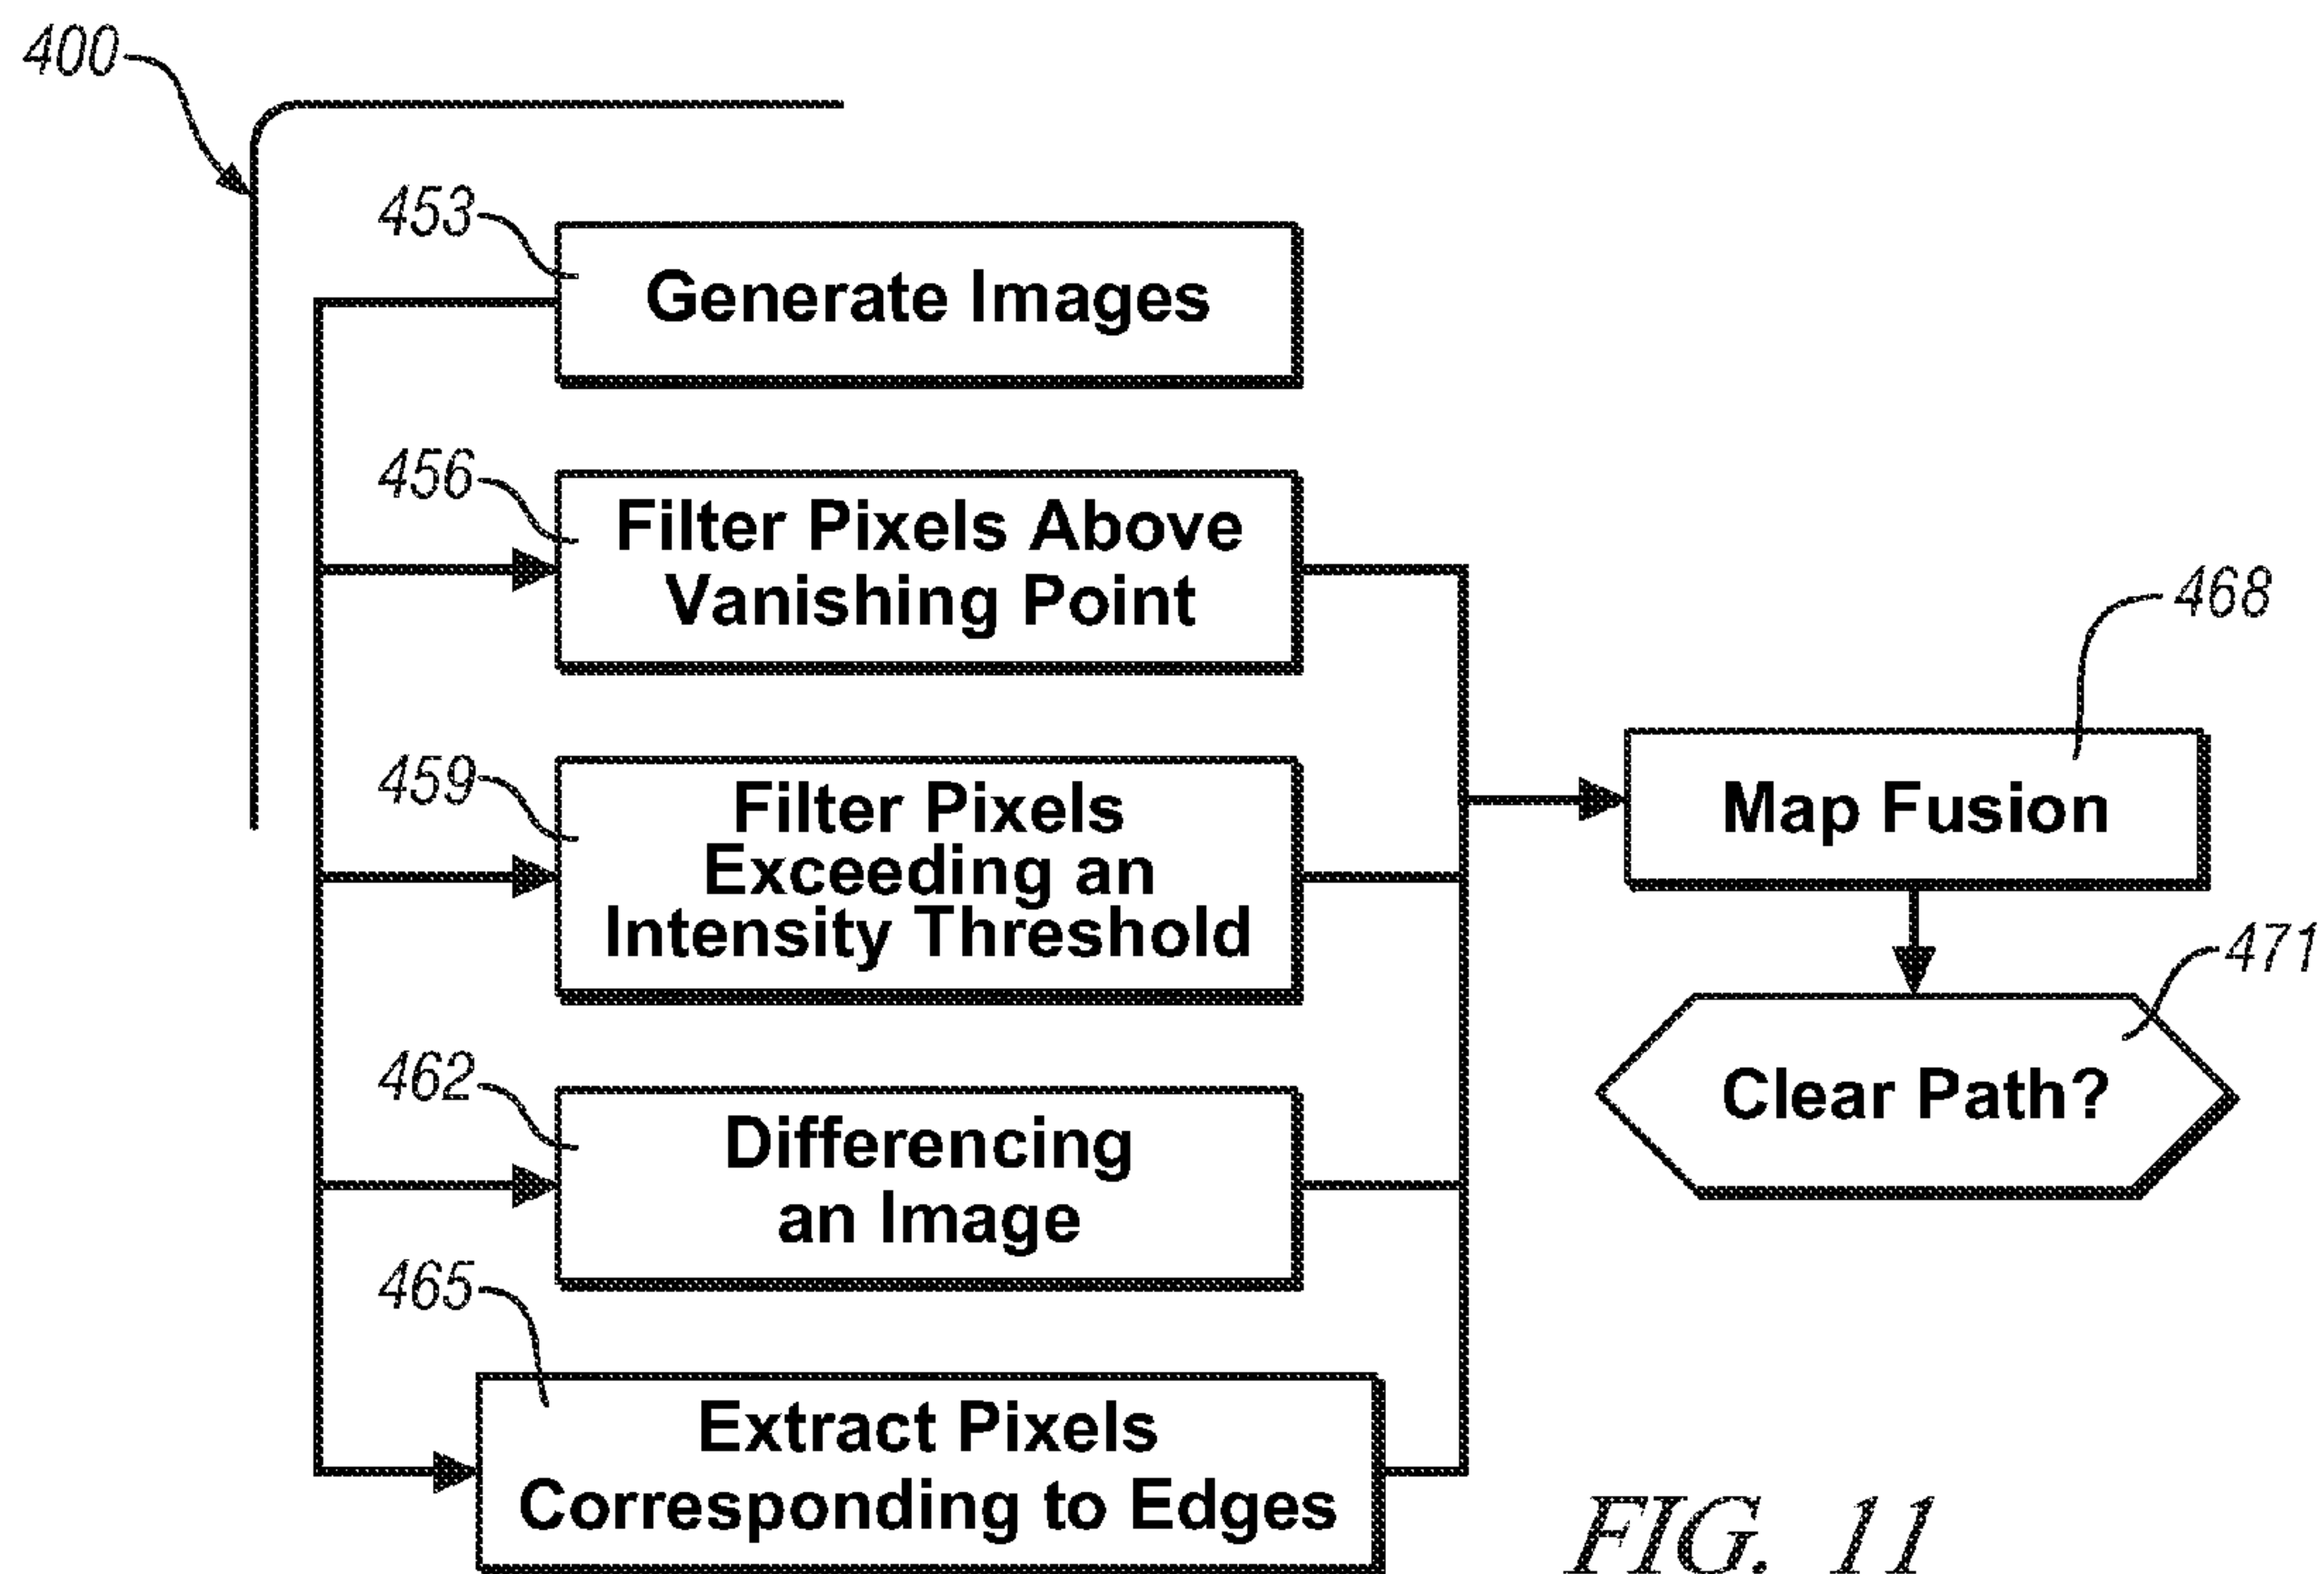 400
453
Generate Images
456
Filter Pixels Above
Vanishing Point
459
Filter Pixels
Exceeding an
Intensity Threshold
462
Differencing
an Image
465
Extract Pixels
Corresponding to Edges
468
Map Fusion
471
Clear Path?
FIG. 11